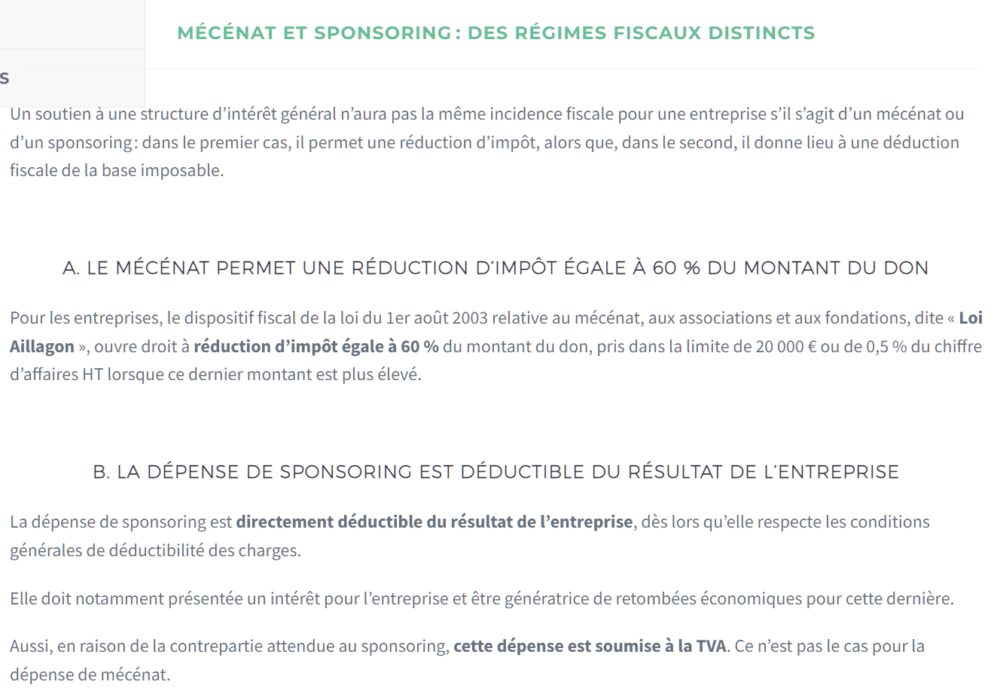 MÉCÉNAT ET SPONSORING : DES RÉGIMES FISCAUX DISTINCTS
S
Un soutien à une structure d’intérêt général n’aura pas la même incidence fiscale pour une entreprise s’il s’agit d’un mécénat ou
d’un sponsoring : dans le premier cas, il permet une réduction d’impôt, alors que, dans le second, il donne lieu à une déduction
fiscale de la base imposable.
A. LE MÉCÉNAT PERMET UNE RÉDUCTION D’IMPÔT ÉGALE À 60 % DU MONTANT DU DON
Pour les entreprises, le dispositif fiscal de la loi du 1er août 2003 relative au mécénat, aux associations et aux fondations, dite « Loi
Aillagon », ouvre droit à réduction d’impôt égale à 60 % du montant du don, pris dans la limite de 20 000 € ou de 0,5 % du chiffre
d’affaires HT lorsque ce dernier montant est plus élevé.
B. LA DÉPENSE DE SPONSORING EST DÉDUCTIBLE DU RÉSULTAT DE L’ENTREPRISE
La dépense de sponsoring est directement déductible du résultat de l’entreprise, dès lors qu’elle respecte les conditions
générales de déductibilité des charges.
Elle doit notamment présentée un intérêt pour l’entreprise et être génératrice de retombées économiques pour cette dernière.
Aussi, en raison de la contrepartie attendue au sponsoring, cette dépense est soumise à la TVA. Ce n’est pas le cas pour la
dépense de mécénat.